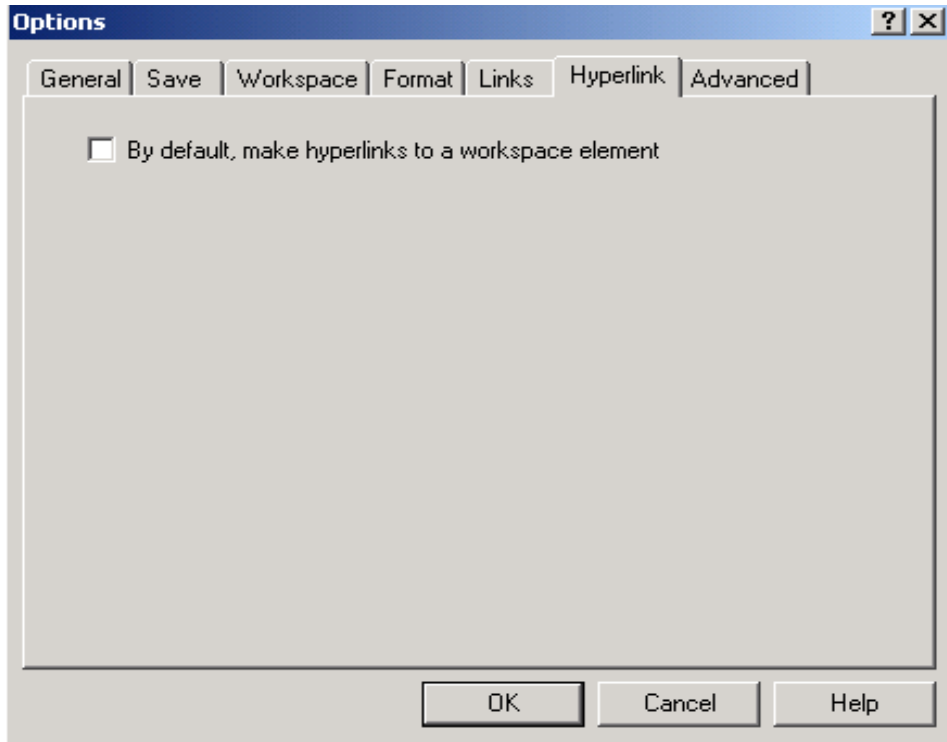 Options ? X
General Save Workspace Format Links Hyperlink Advanced
By default, make hyperlinks to a workspace element
OK Cancel Help